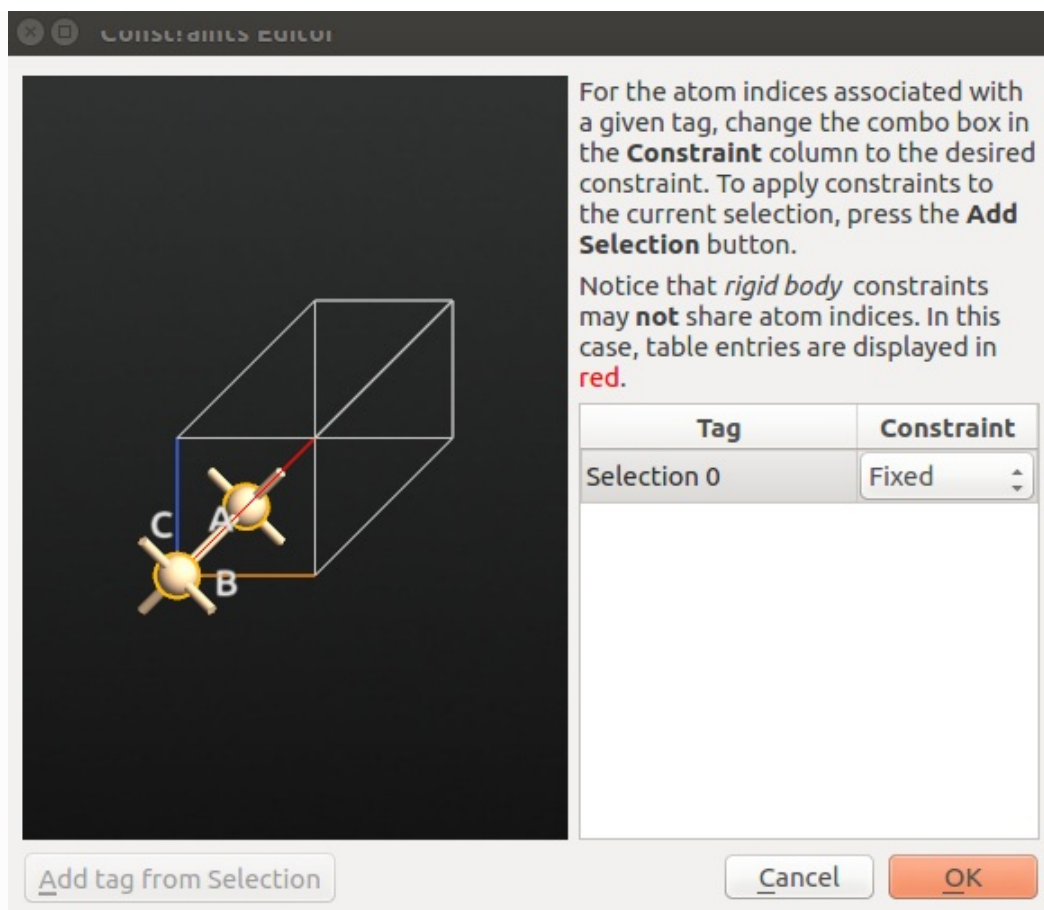 Constraints Editor
For the atom indices associated with
a given tag, change the combo box in
the Constraint column to the desired
constraint. To apply constraints to
the current selection, press the Add
Selection button.
Notice that rigid body constraints
may not share atom indices. In this
case, table entries are displayed in
red.
Tag Constraint
Selection 0 Fixed
C A
B
Add tag from Selection Cancel OK